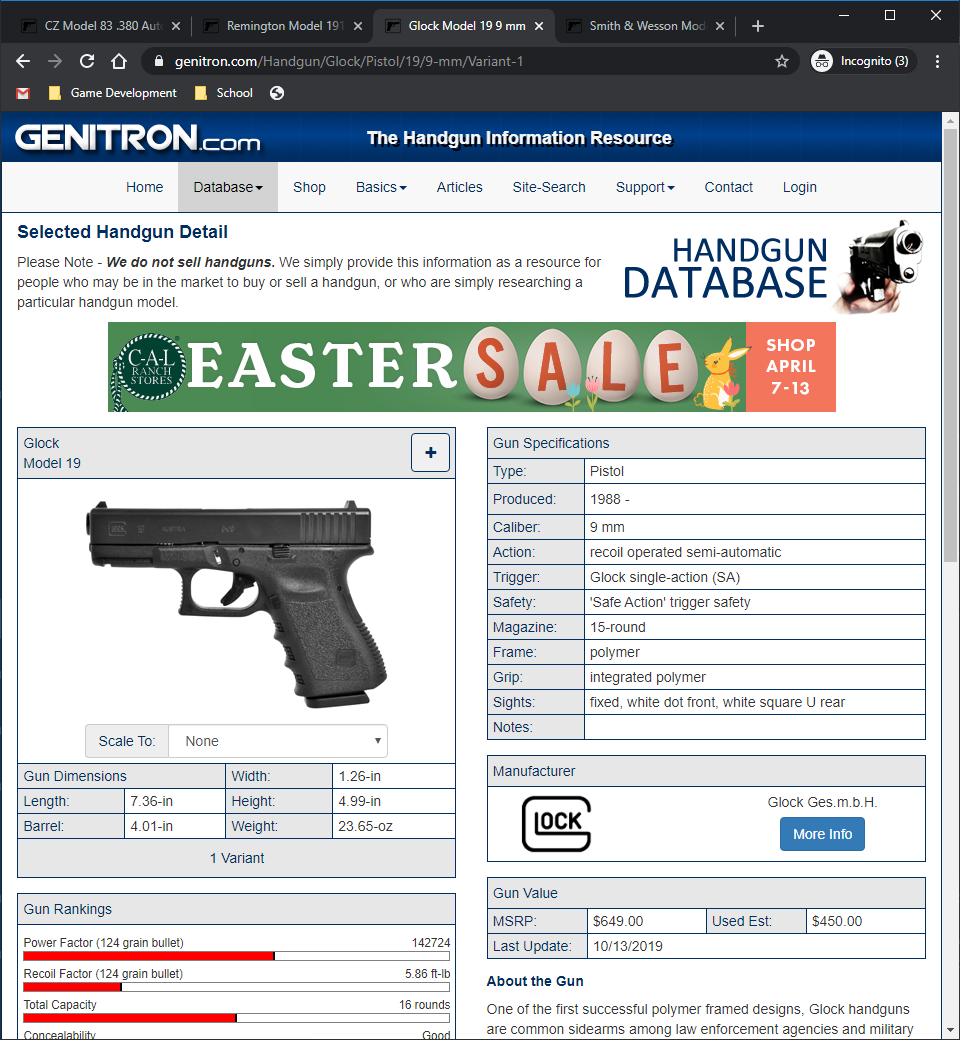 CZ Model 83 .380 Auto
Remington Model 191
Glock Model 19 9 mm
Smith & Wesson Mod
genitron.com/Handgun/Glock/Pistol/19/9-mm/Variant-1
Incognito (3)
Game Development
School
GENITRON.com
The Handgun Information Resource
Home
Database
Shop
Basics
Articles
Site-Search
Support
Contact
Login
Selected Handgun Detail
Please Note - We do not sell handguns. We simply provide this information as a resource for
people who may be in the market to buy or sell a handgun, or who are simply researching a
particular handgun model.
HANDGUN
DATABASE
C-A-L
RANCH
STORES
EASTER SALE
SHOP
APRIL
7-13
Glock
Model 19
+
GLOCK 19 AUSTRIA 9x19
Scale To: None
Gun Dimensions Width: 1.26-in
Length: 7.36-in Height: 4.99-in
Barrel: 4.01-in Weight: 23.65-oz
1 Variant
Gun Rankings
Power Factor (124 grain bullet) 142724
Recoil Factor (124 grain bullet) 5.86 ft-lb
Total Capacity 16 rounds
Concealability Good
Gun Specifications
Type: Pistol
Produced: 1988 -
Caliber: 9 mm
Action: recoil operated semi-automatic
Trigger: Glock single-action (SA)
Safety: 'Safe Action' trigger safety
Magazine: 15-round
Frame: polymer
Grip: integrated polymer
Sights: fixed, white dot front, white square U rear
Notes:
Manufacturer
GLOCK
Glock Ges.m.b.H.
More Info
Gun Value
MSRP: $649.00 Used Est: $450.00
Last Update: 10/13/2019
About the Gun
One of the first successful polymer framed designs, Glock handguns
are common sidearms among law enforcement agencies and military